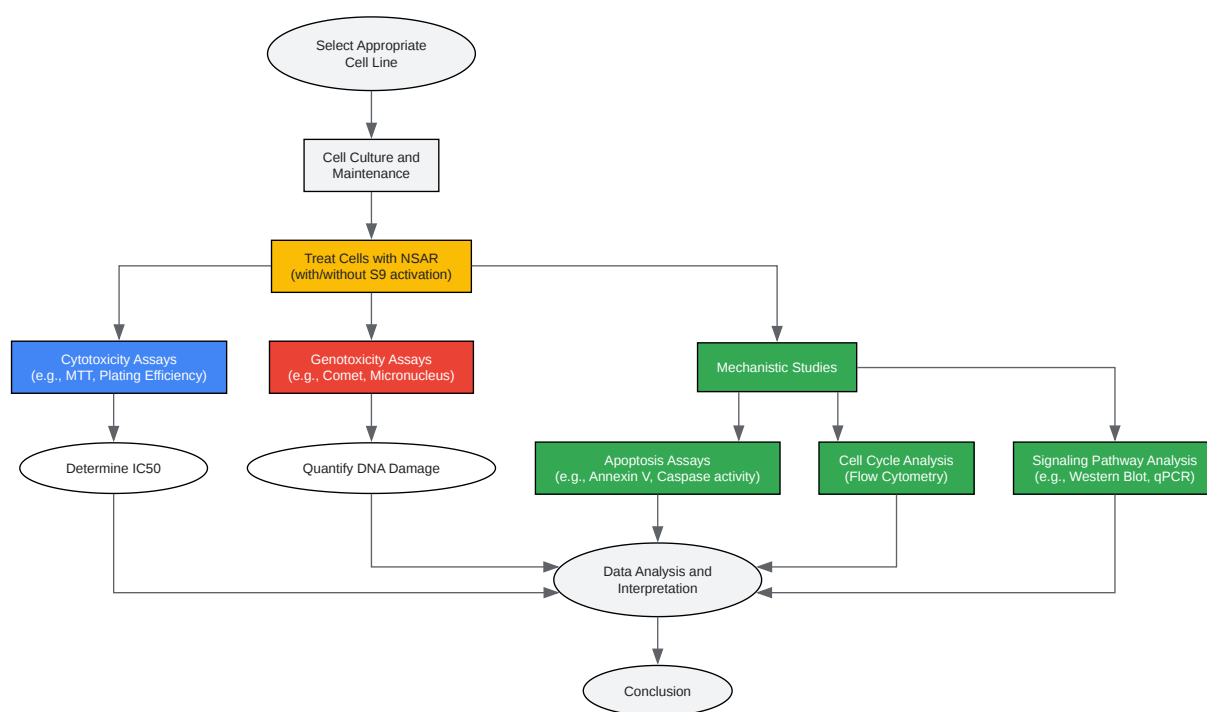 Select Appropriate
Cell Line
Cell Culture and
Maintenance
Treat Cells with NSAR
(with/without S9 activation)
Cytotoxicity Assays
(e.g., MTT, Plating Efficiency)
Genotoxicity Assays
(e.g., Comet, Micronucleus)
Mechanistic Studies
Determine IC50
Quantify DNA Damage
Apoptosis Assays
(e.g., Annexin V, Caspase activity)
Cell Cycle Analysis
(Flow Cytometry)
Signaling Pathway Analysis
(e.g., Western Blot, qPCR)
Data Analysis and
Interpretation
Conclusion